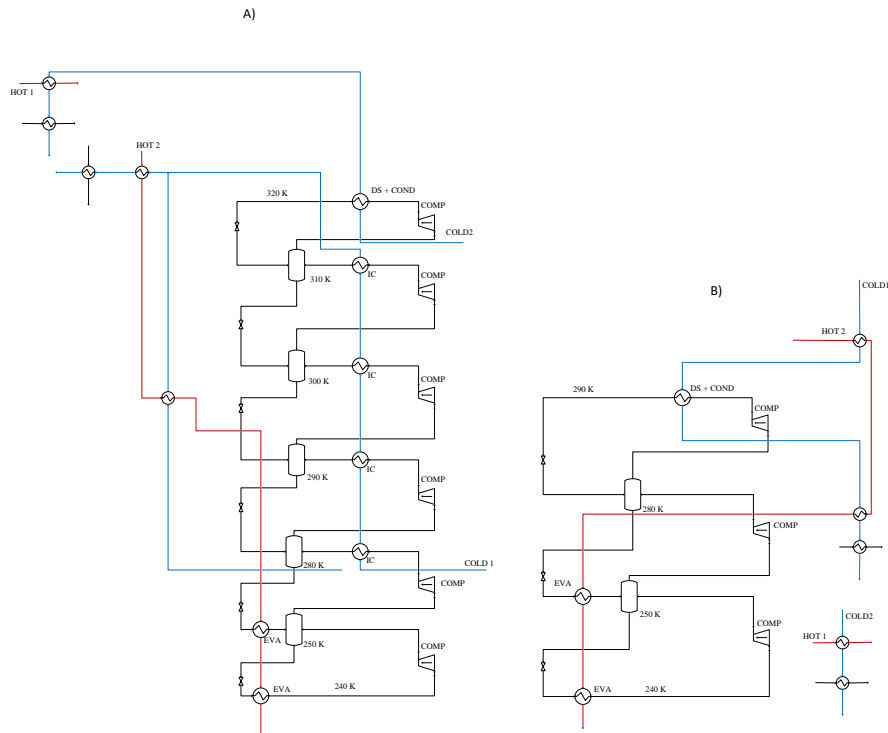 A)
HOT 1
HOT 2
320 K
DS + COND
COMP
COLD2
310 K
IC
COMP
300 K
IC
COMP
290 K
IC
COMP
280 K
IC
COLD 1
COMP
EVA
250 K
COMP
EVA
240 K
B)
COLD1
HOT 2
290 K
DS + COND
COMP
280 K
COMP
EVA
250 K
COMP
EVA
240 K
COLD2
HOT 1